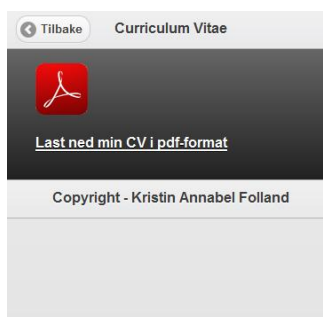 Tilbake Curriculum Vitae
Last ned min CV i pdf-format
Copyright - Kristin Annabel Folland